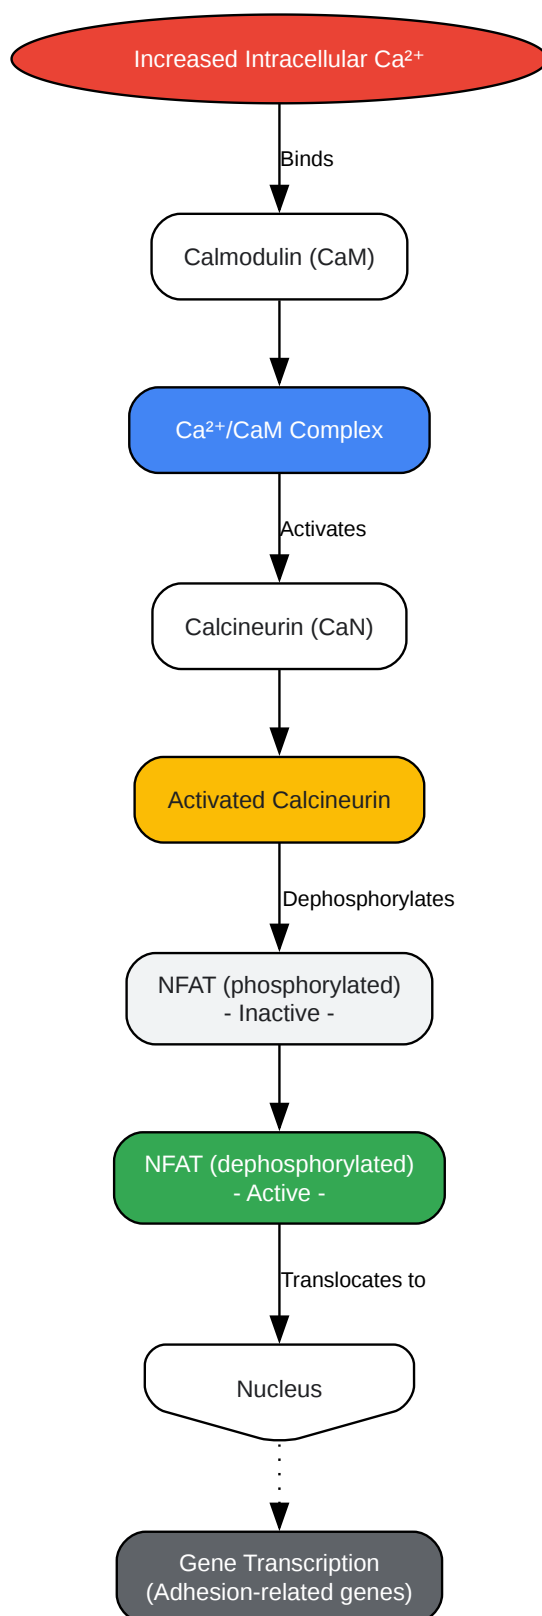 Increased Intracellular Ca²⁺
Binds
Calmodulin (CaM)
Ca²⁺/CaM Complex
Activates
Calcineurin (CaN)
Activated Calcineurin
Dephosphorylates
NFAT (phosphorylated)
- Inactive -
NFAT (dephosphorylated)
- Active -
Translocates to
Nucleus
Gene Transcription
(Adhesion-related genes)